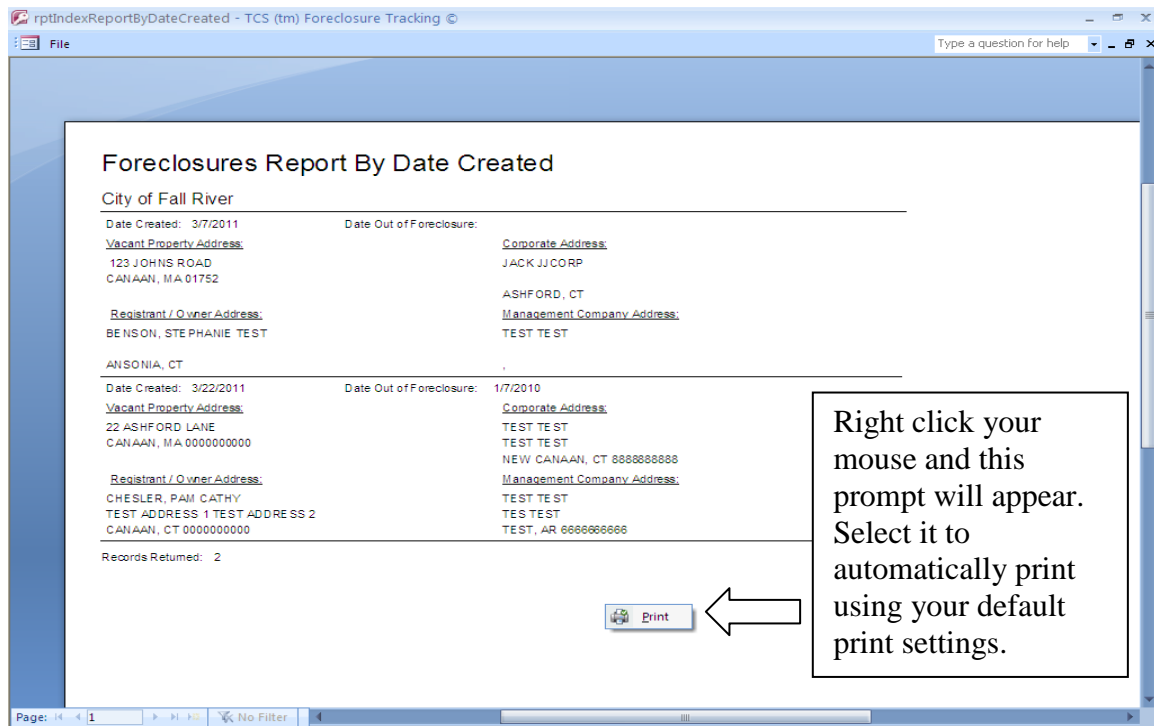 rptIndexReportByDateCreated - TCS (tm) Foreclosure Tracking ©
File
Type a question for help
Foreclosures Report By Date Created
City of Fall River
Date Created: 3/7/2011 Date Out of Foreclosure:
Vacant Property Address: Corporate Address:
123 JOHNS ROAD JACK JJCORP
CANAAN, MA 01752
ASHFORD, CT
Registrant / Owner Address: Management Company Address:
BENSON, STEPHANIE TEST TEST TEST
ANSONIA, CT ,
Date Created: 3/22/2011 Date Out of Foreclosure: 1/7/2010
Vacant Property Address: Corporate Address:
22 ASHFORD LANE TEST TEST
CANAAN, MA 0000000000 TEST TEST
NEW CANAAN, CT 8888888888
Registrant / Owner Address: Management Company Address:
CHESLER, PAM CATHY TEST TEST
TEST ADDRESS 1 TEST ADDRESS 2 TES TEST
CANAAN, CT 0000000000 TEST, AR 6666666666
Records Returned: 2
Print
Right click your
mouse and this
prompt will appear.
Select it to
automatically print
using your default
print settings.
Page: 1 No Filter